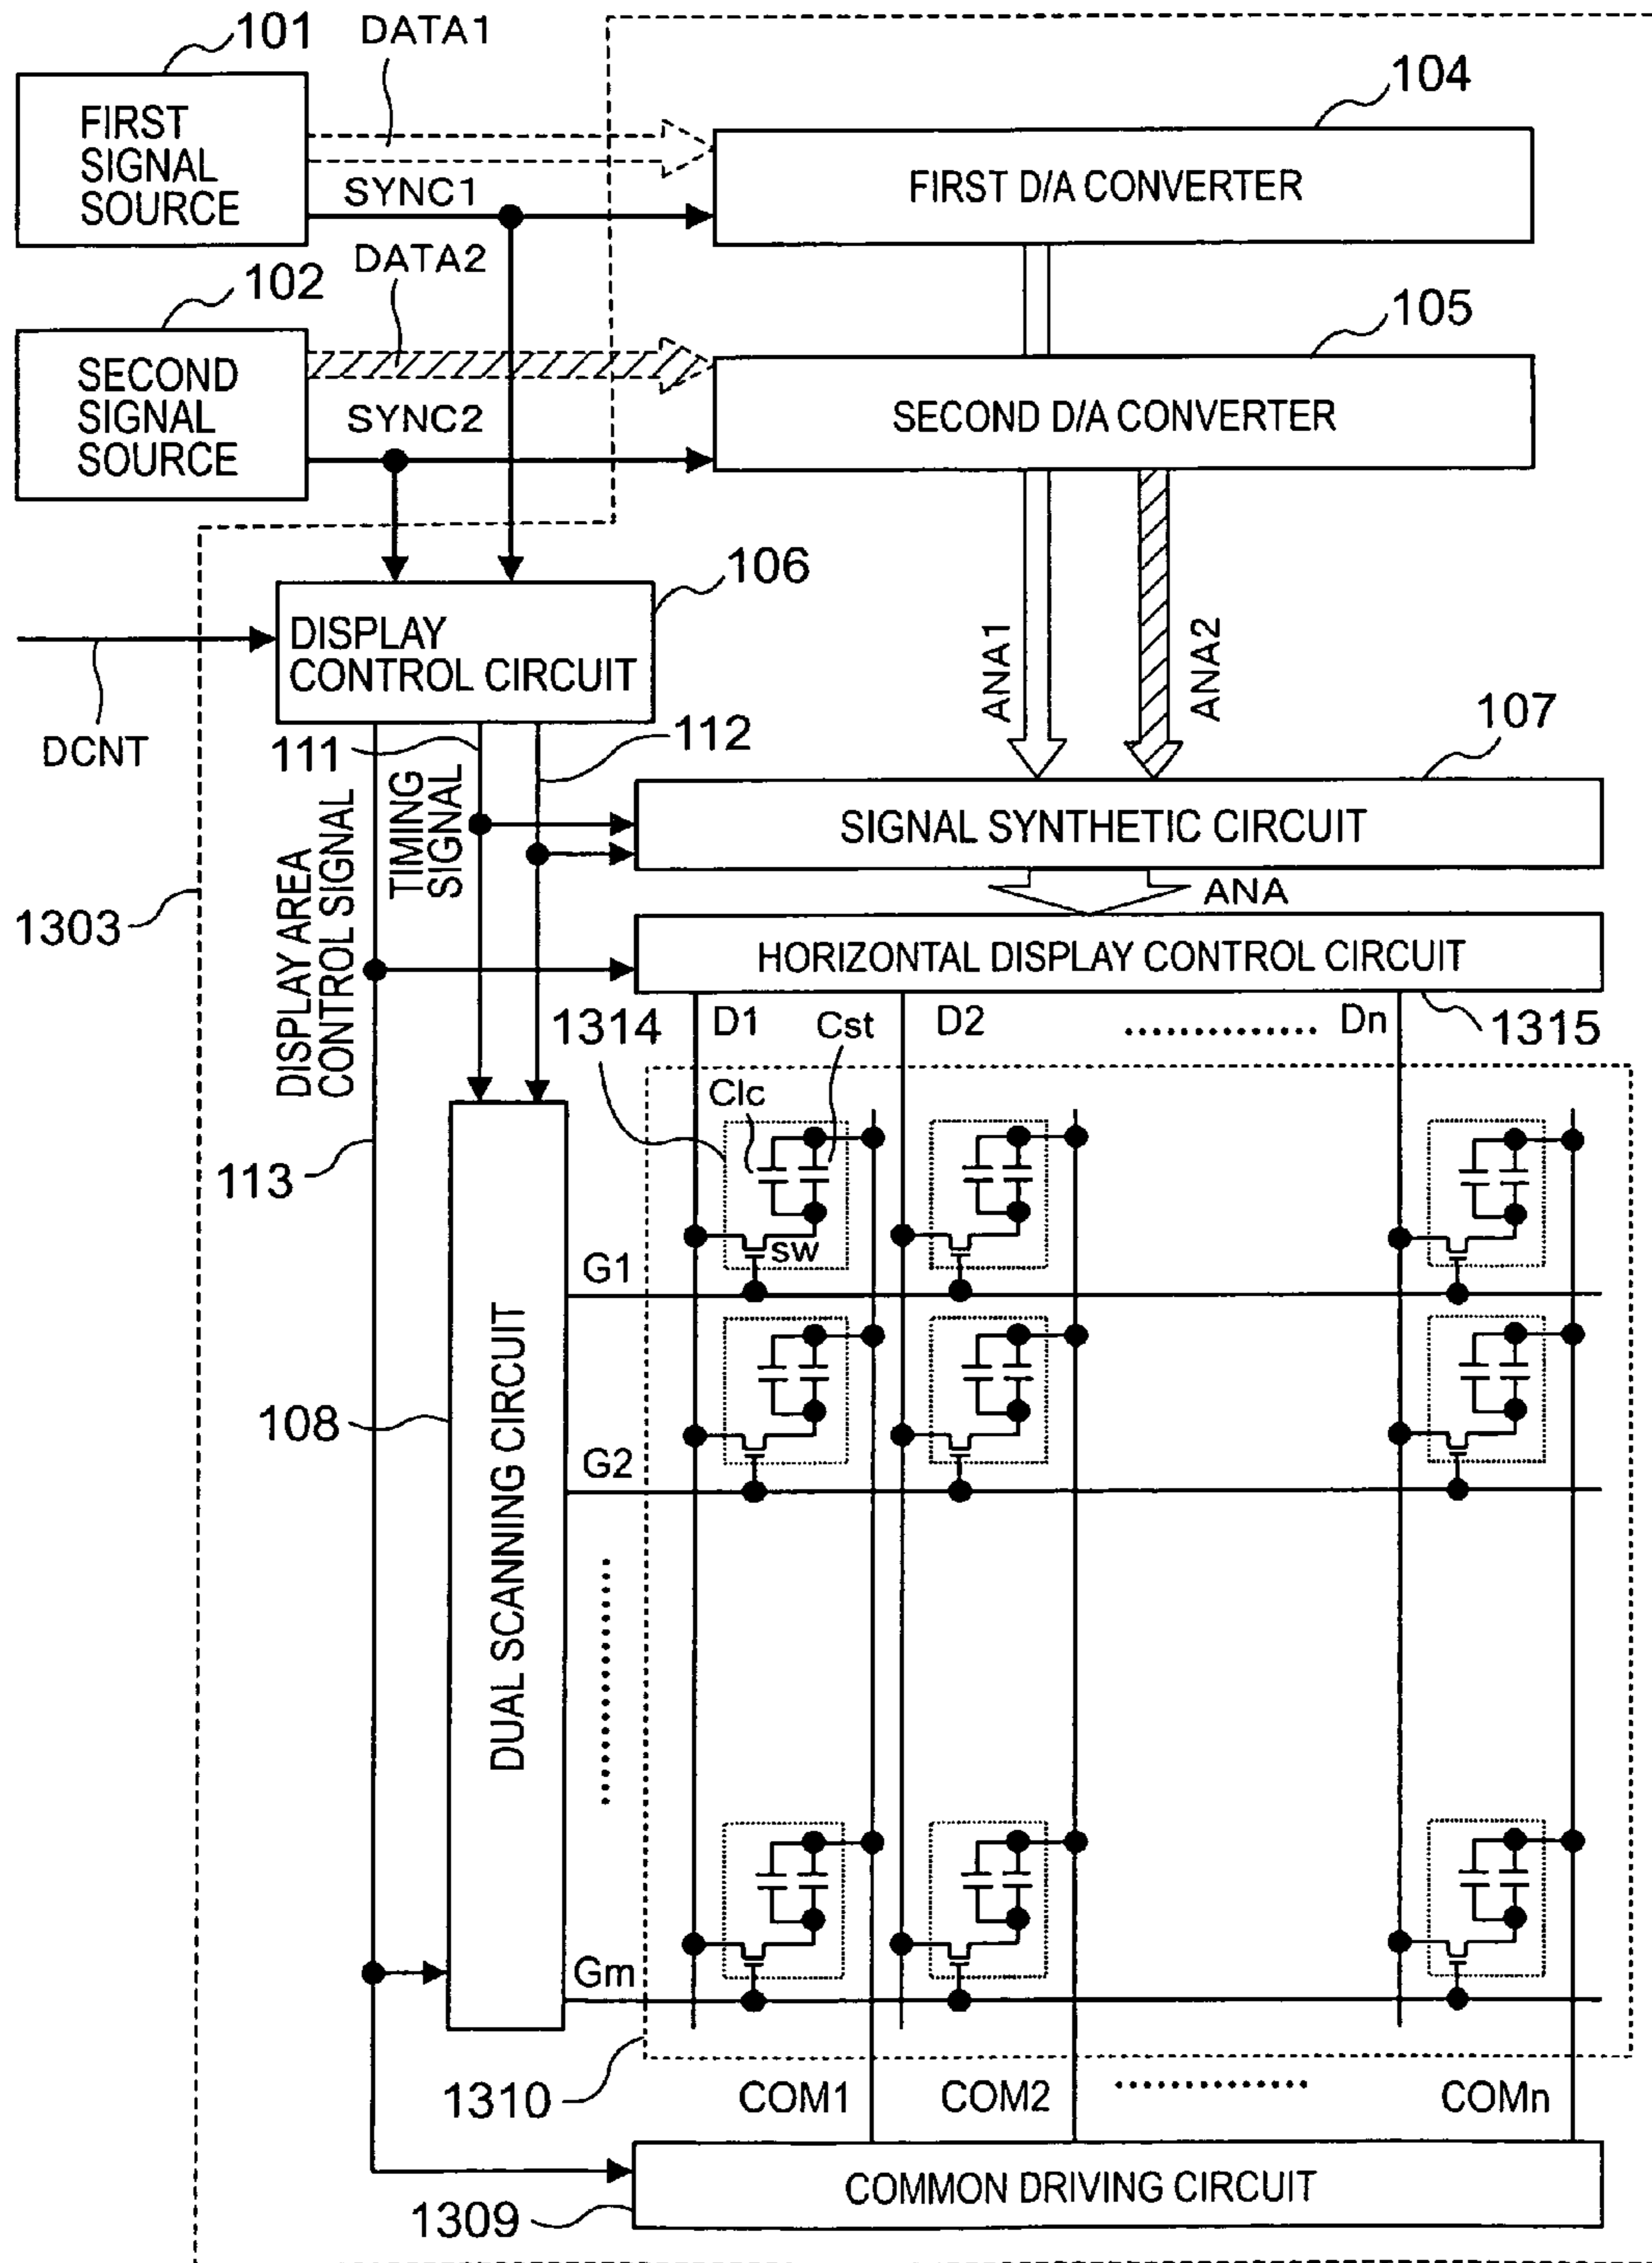 101
DATA1
104
FIRST
SIGNAL
SOURCE
FIRST D/A CONVERTER
SYNC1
DATA2
102
105
SECOND
SIGNAL
SOURCE
SYNC2
SECOND D/A CONVERTER
106
DISPLAY
CONTROL CIRCUIT
DCNT
ANA1
ANA2
107
111
112
DISPLAY AREA
CONTROL SIGNAL
TIMING
SIGNAL
SIGNAL SYNTHETIC CIRCUIT
ANA
1303
HORIZONTAL DISPLAY CONTROL CIRCUIT
1314
D1
Cst
D2
.............. Dn
1315
Clc
113
SW
G1
108
DUAL SCANNING CIRCUIT
G2
..............
Gm
1310
COM1
COM2
..............
COMn
COMMON DRIVING CIRCUIT
1309